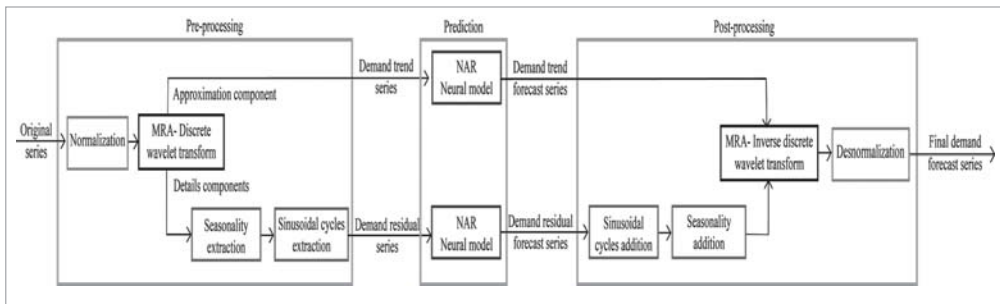 Pre-processing
Prediction
Post-processing
Original
series
Normalization
MRA- Discrete
wavelet transform
Approximation component
Details components
Seasonality
extraction
Sinusoidal cycles
extraction
Demand trend
series
Demand residual
series
NAR
Neural model
NAR
Neural model
Demand trend
forecast series
Demand residual
forecast series
Sinusoidal
cycles addition
Seasonality
addition
MRA- Inverse discrete
wavelet transform
Desnormalization
Final demand
forecast series